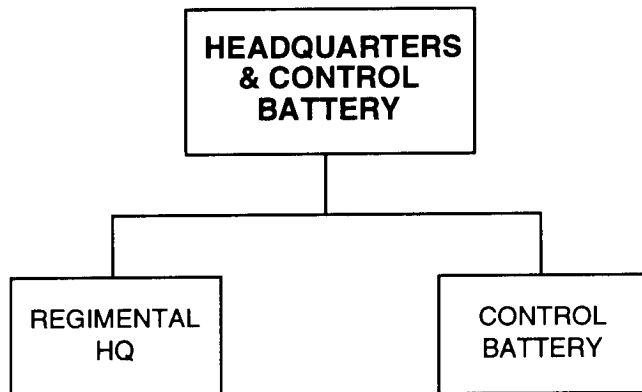 HEADQUARTERS
& CONTROL
BATTERY
REGIMENTAL
HQ
CONTROL
BATTERY